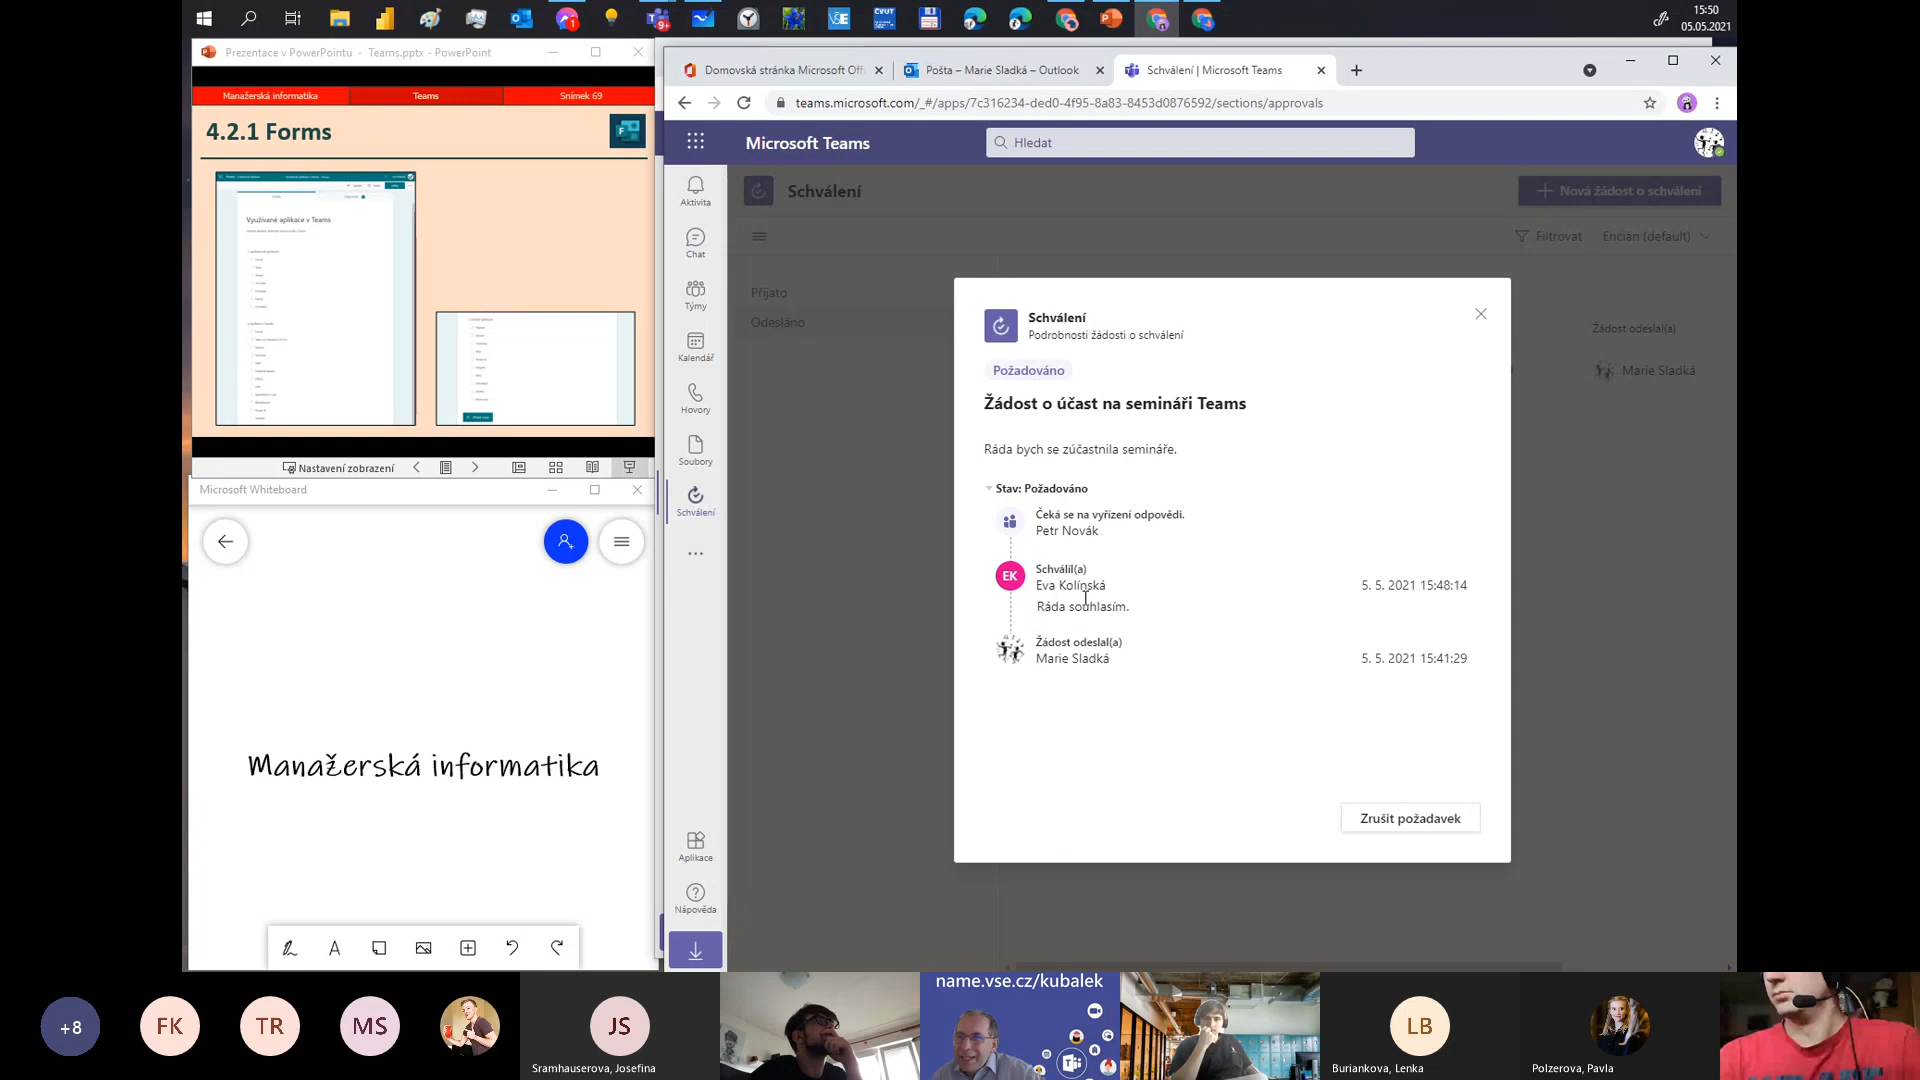 15:50
05.05.2021
Prezentace v PowerPointu - Teams.pptx - PowerPoint
Manažerská informatika
Teams
Snímek 69
4.2.1 Forms
Využívané aplikace v Teams
Nastavení zobrazení
Microsoft Whiteboard
Manažerská informatika
Domovská stránka Microsoft Offi
Pošta – Marie Sladká – Outlook
Schválení | Microsoft Teams
teams.microsoft.com/_#/apps/7c316234-ded0-4f95-8a83-8453d0876592/sections/approvals
Microsoft Teams
Hledat
Aktivita
Chat
Týmy
Kalendář
Hovory
Soubory
Schválení
Aplikace
Nápověda
Schválení
Nová žádost o schválení
Filtrovat
Encián (default)
Přijato
Odesláno
Žádost odeslal(a)
Marie Sladká
Schválení
Podrobnosti žádosti o schválení
Požadováno
Žádost o účast na semináři Teams
Ráda bych se zúčastnila semináře.
Stav: Požadováno
Čeká se na vyřízení odpovědi.
Petr Novák
EK
Schválil(a)
Eva Kolínská
5. 5. 2021 15:48:14
Ráda souhlasím.
Žádost odeslal(a)
Marie Sladká
5. 5. 2021 15:41:29
Zrušit požadavek
+8
FK
TR
MS
JS
Sramhauserova, Josefina
name.vse.cz/kubalek
LB
Buriankova, Lenka
Polzerova, Pavla